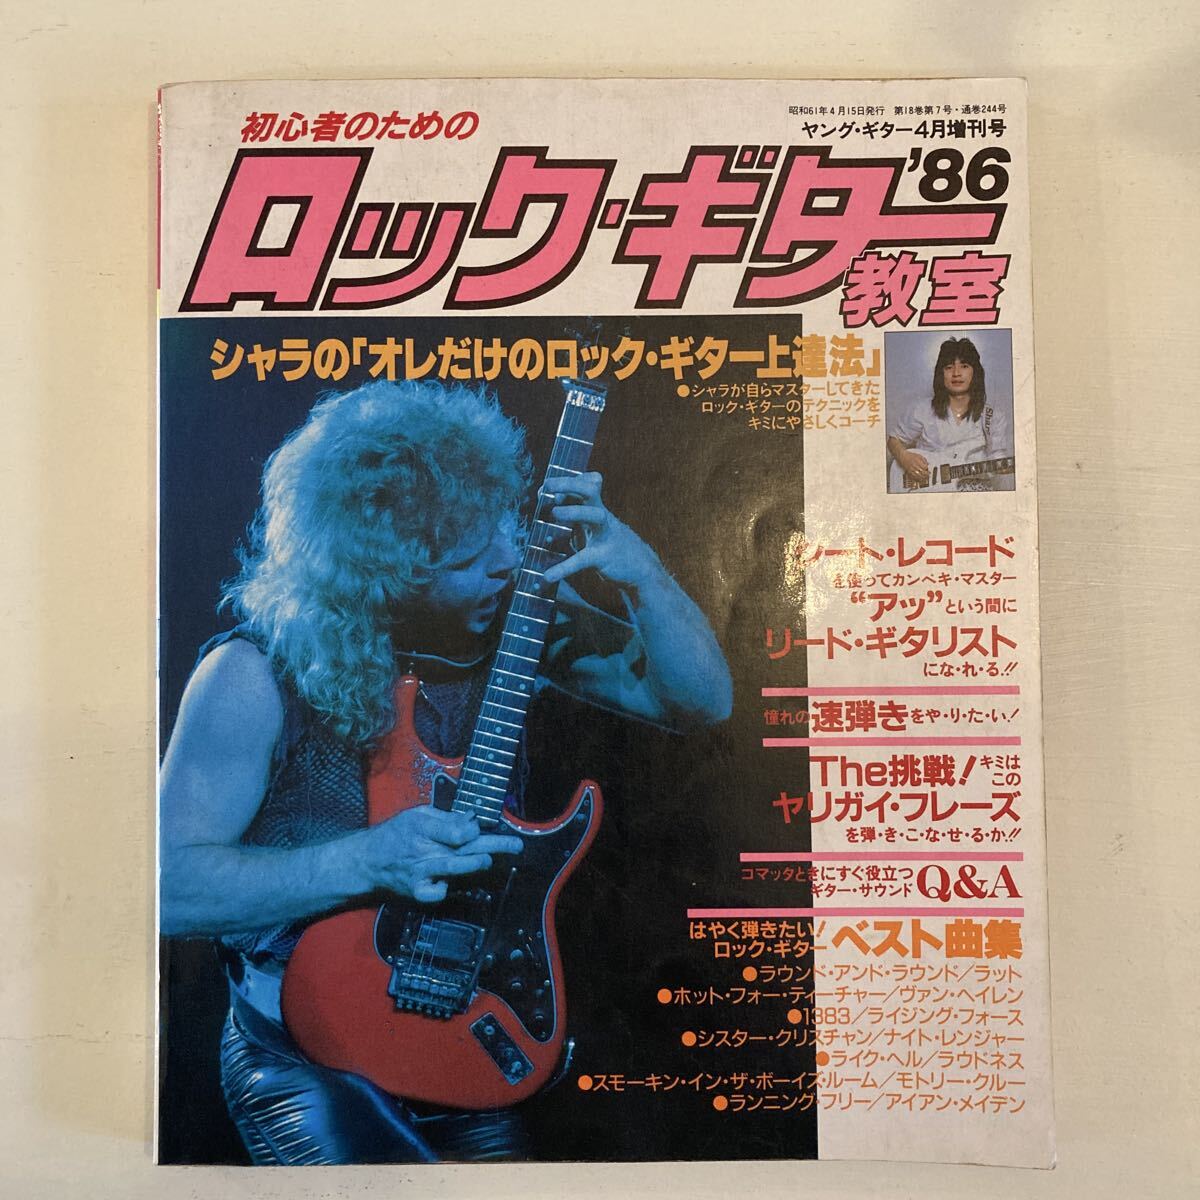 昭和61年4月15日発行 第18巻第7号・通巻244号
ヤング・ギター4月増刊号
初心者のための
ロック・ギター'86
教室
シャラの「オレだけのロック・ギター上達法」
●シャラが自らマスターしてきた
ロック・ギターのテクニックを
キミにやさしくコーチ
シート・レコード
を使ってカンペキ・マスター
“アッ”という間に
リード・ギタリスト
にな・れ・る!!
憧れの速弾きをや・り・た・い!
The挑戦!キミはこの
ヤリガイ・フレーズ
を弾・き・こ・な・せ・る・か!!
コマッタときにすぐ役立つ
ギター・サウンド Q&A
はやく弾きたい!
ロック・ギター ベスト曲集
●ラウンド・アンド・ラウンド/ラット
●ホット・フォー・ティーチャー/ヴァン・ヘイレン
●1383/ライジング・フォース
●シスター・クリスチャン/ナイト・レンジャー
●ライク・ヘル/ラウドネス
●スモーキン・イン・ザ・ボーイズ・ルーム/モトリー・クルー
●ランニング・フリー/アイアン・メイデン